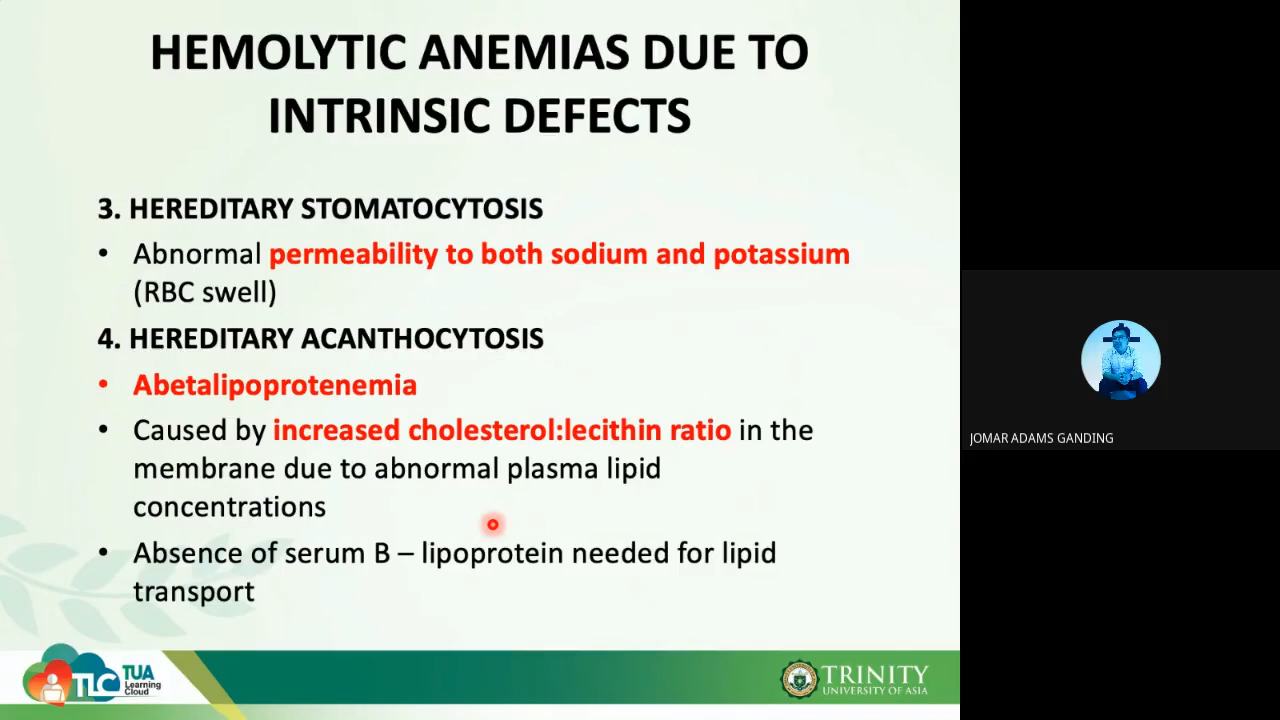 HEMOLYTIC ANEMIAS DUE TO
INTRINSIC DEFECTS
3. HEREDITARY STOMATOCYTOSIS
• Abnormal permeability to both sodium and potassium
(RBC swell)
4. HEREDITARY ACANTHOCYTOSIS
• Abetalipoprotenemia
• Caused by increased cholesterol:lecithin ratio in the
membrane due to abnormal plasma lipid
concentrations
• Absence of serum B – lipoprotein needed for lipid
transport
JOMAR ADAMS GANDING
TLC
TUA
Learning
Cloud
TRINITY
UNIVERSITY OF ASIA